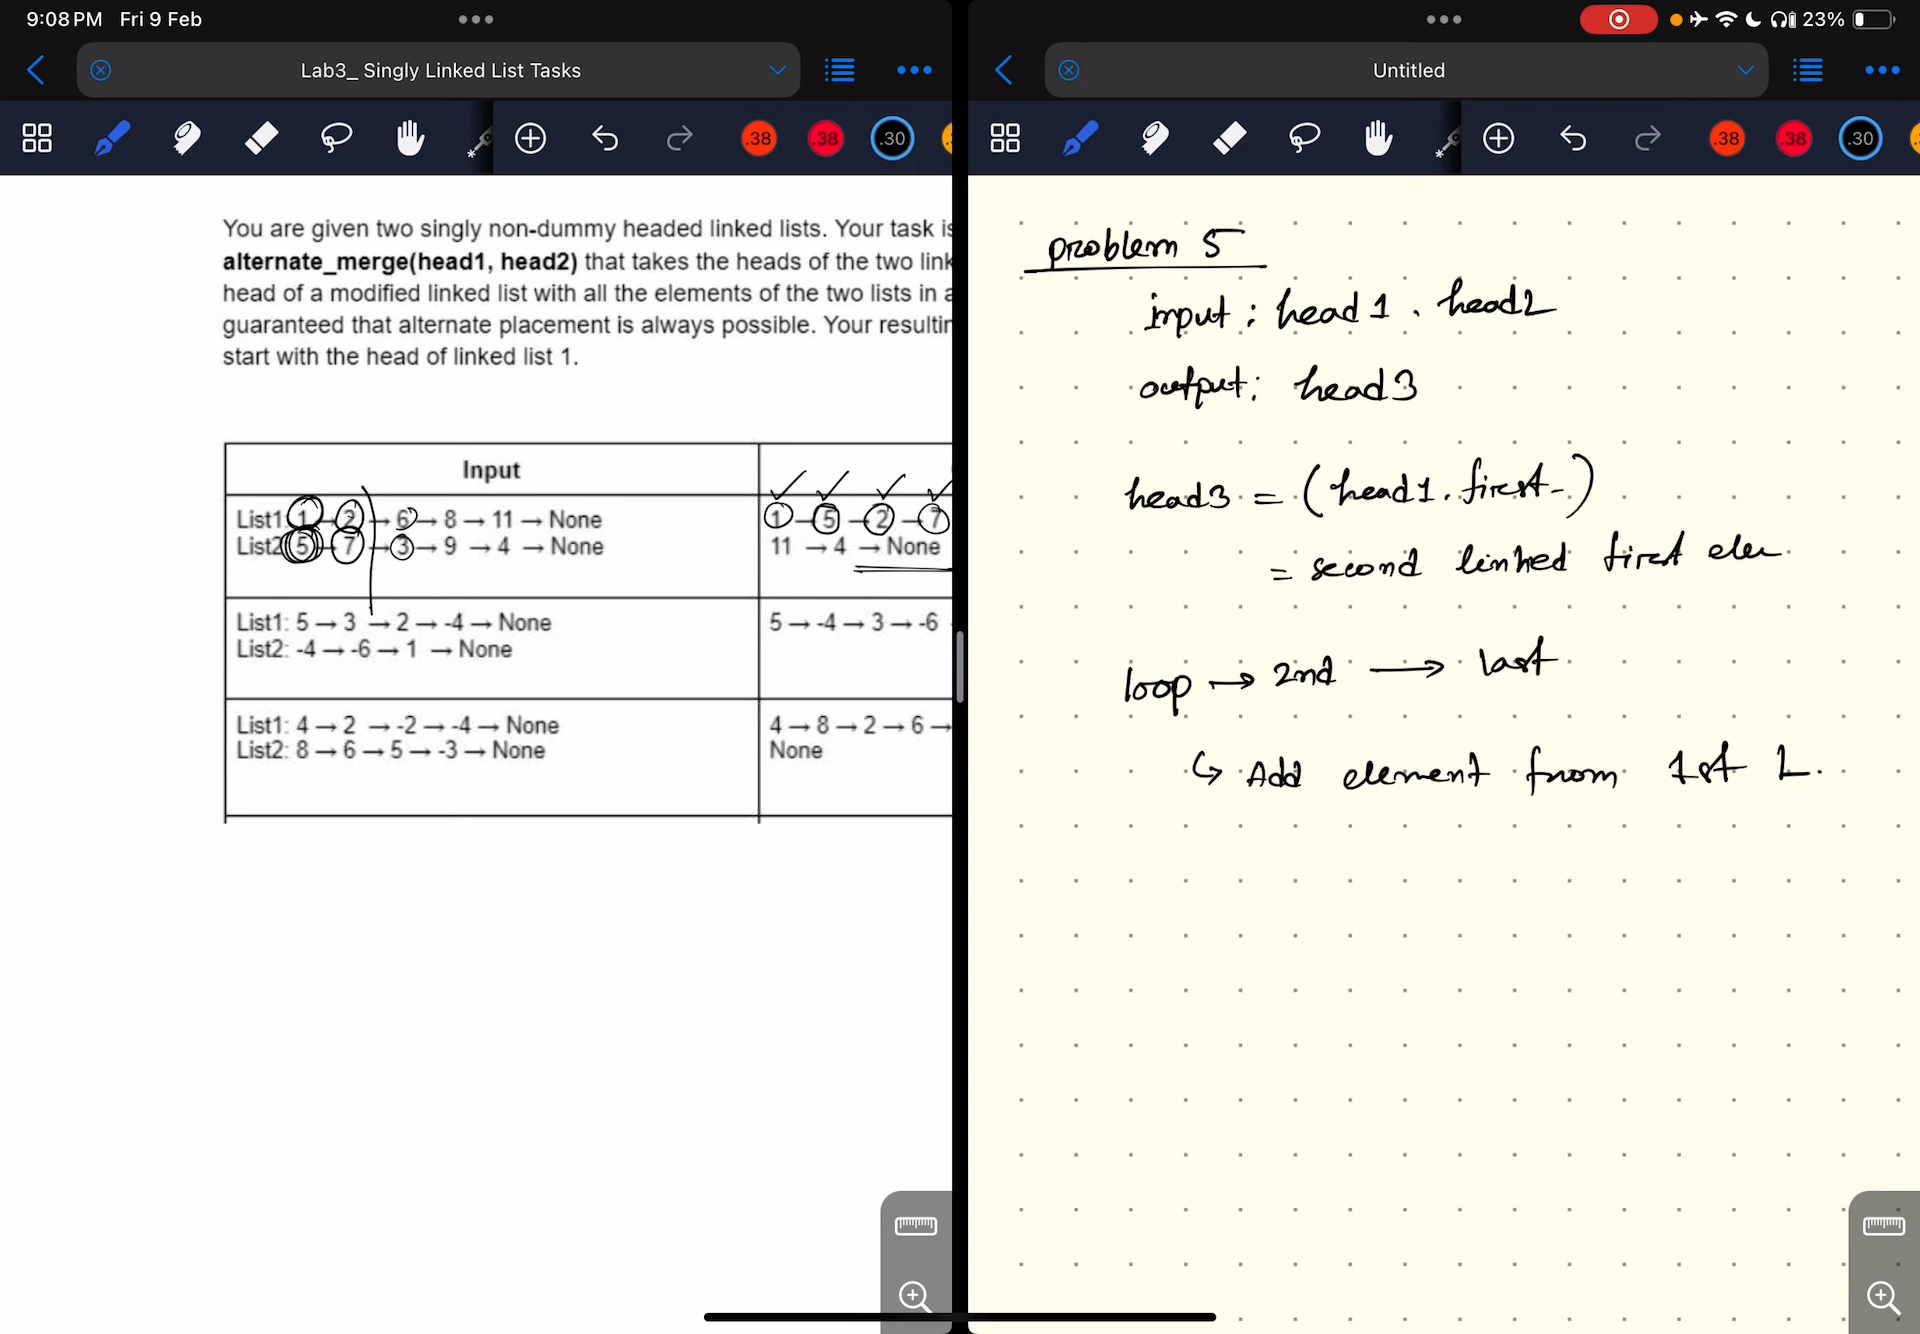 9:08 PM Fri 9 Feb
23%
Lab3_ Singly Linked List Tasks
Untitled
.38 .38 .30
.38 .38 .30
You are given two singly non-dummy headed linked lists. Your task is
alternate_merge(head1, head2) that takes the heads of the two link
head of a modified linked list with all the elements of the two lists in a
guaranteed that alternate placement is always possible. Your resultin
start with the head of linked list 1.
Input
List1: 1 → 2 → 6 → 8 → 11 → None
List2: 5 → 7 → 3 → 9 → 4 → None
1 → 5 → 2 → 7
11 → 4 → None
List1: 5 → 3 → 2 → -4 → None
List2: -4 → -6 → 1 → None
5 → -4 → 3 → -6
List1: 4 → 2 → -2 → -4 → None
List2: 8 → 6 → 5 → -3 → None
4 → 8 → 2 → 6 →
None
problem 5
input : head1 . head2
output : head3
head3 = (head1. first-)
= second linked first elem
loop → 2nd → last
↳ Add element from 1st L.